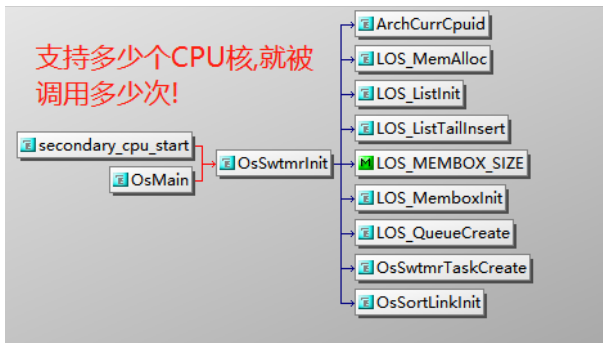 支持多少个CPU核,就被
调用多少次!
secondary_cpu_start
OsMain
OsSwtmrInit
ArchCurrCpuid
LOS_MemAlloc
LOS_ListInit
LOS_ListTailInsert
LOS_MEMBOX_SIZE
LOS_MemboxInit
LOS_QueueCreate
OsSwtmrTaskCreate
OsSortLinkInit